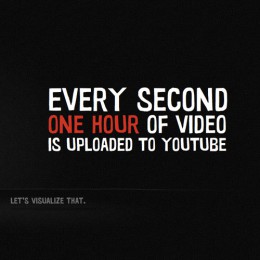 EVERY SECOND
ONE HOUR OF VIDEO
IS UPLOADED TO YOUTUBE
LET'S VISUALIZE THAT.